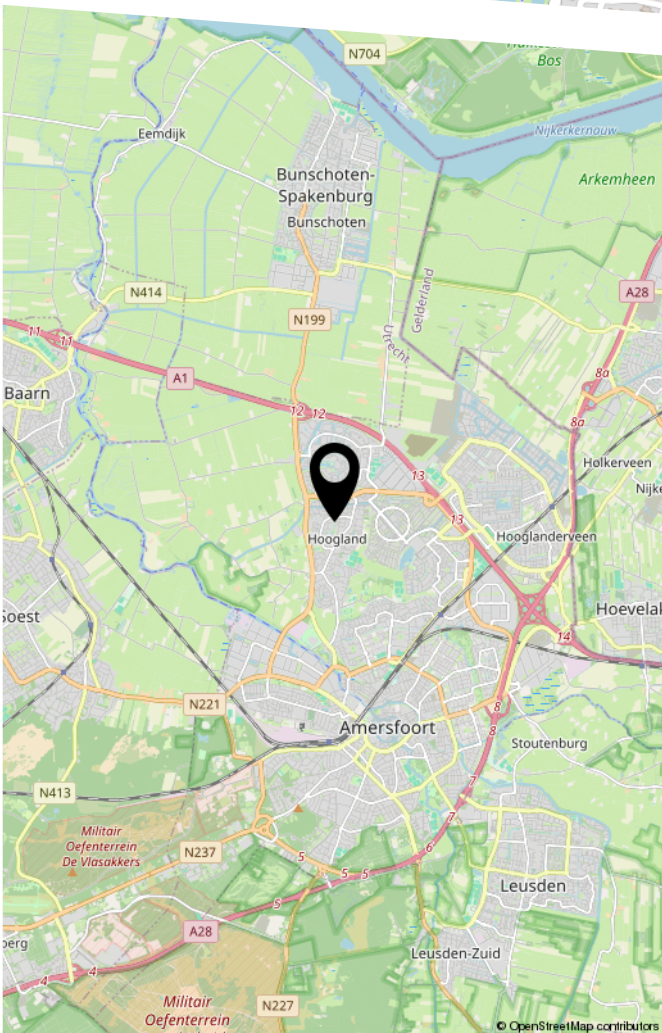 N704
Bos
Eemdijk
Nijkerkernauw
Bunschoten-
Spakenburg
Arkemheen
Bunschoten
Gelderland
N414
A28
N199
Utrecht
11
11
8a
A1
Baarn
12
12
8a
Holkerveen
13
Nijke
13
Hoogland
Hooglanderveen
Soest
Hoevelak
14
N221
8
Amersfoort
8
Stoutenburg
7
N413
7
Militair
Oefenterrein
De Vlasakkers
N237
6
5
5
5
Leusden
5
A28
berg
Leusden-Zuid
4
4
Militair
Oefenterrein
N227
© OpenStreetMap contributors